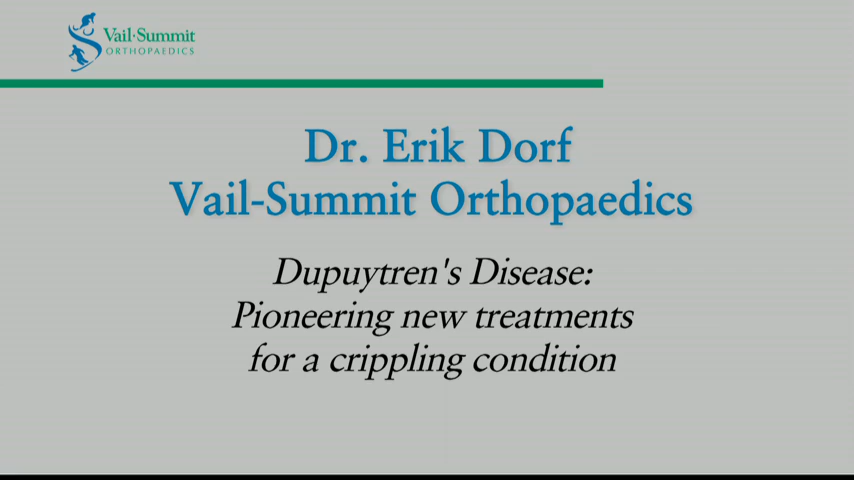 Vail·Summit
ORTHOPAEDICS
Dr. Erik Dorf
Vail-Summit Orthopaedics
Dupuytren's Disease:
Pioneering new treatments
for a crippling condition